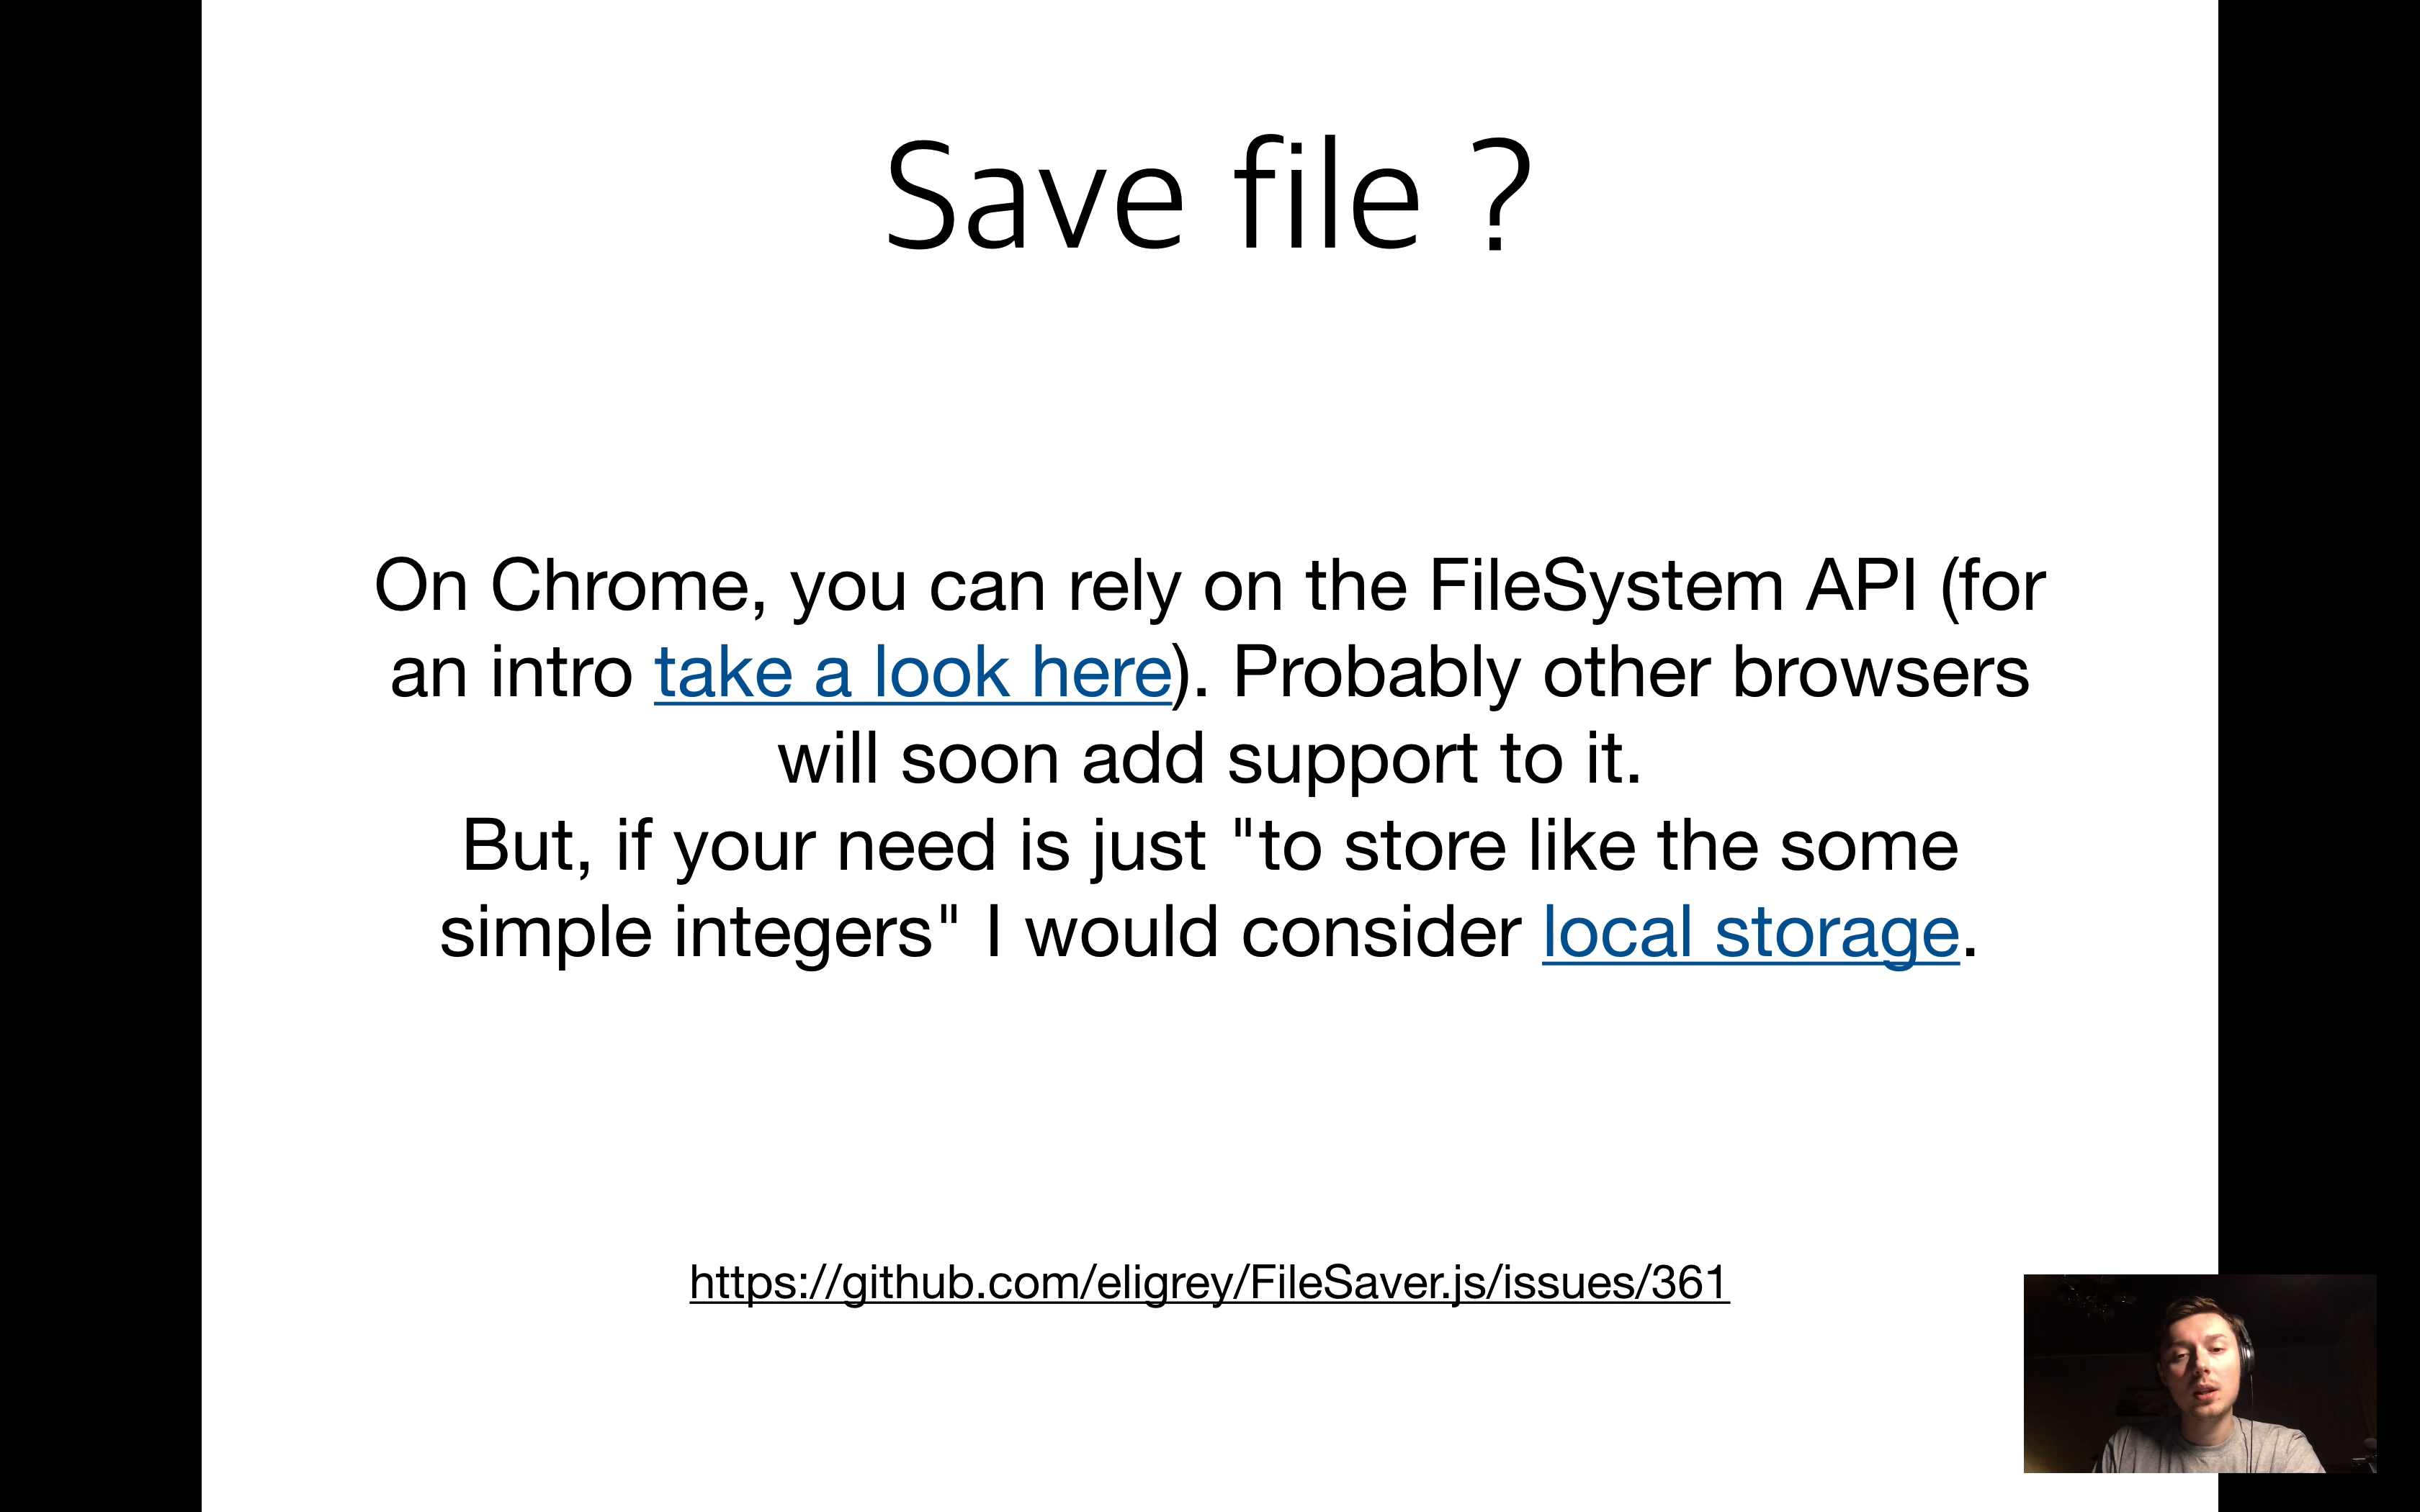 Save file ?
On Chrome, you can rely on the FileSystem API (for
an intro take a look here). Probably other browsers
will soon add support to it.
But, if your need is just "to store like the some
simple integers" I would consider local storage.
https://github.com/eligrey/FileSaver.js/issues/361